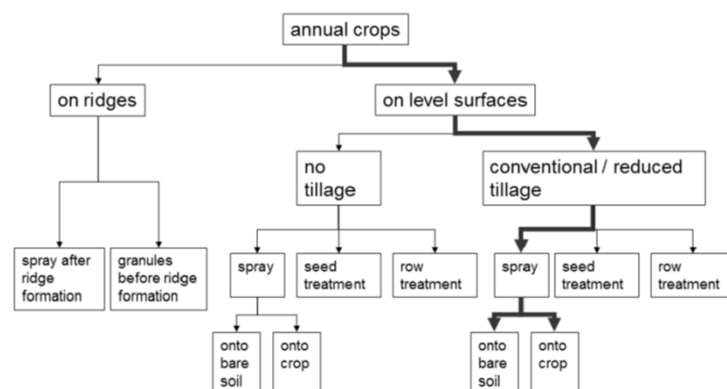 annual crops
on ridges
on level surfaces
no
tillage
conventional / reduced
tillage
spray after
ridge
formation
granules
before ridge
formation
spray
seed
treatment
row
treatment
spray
seed
treatment
row
treatment
onto
bare
soil
onto
crop
onto
bare
soil
onto
crop